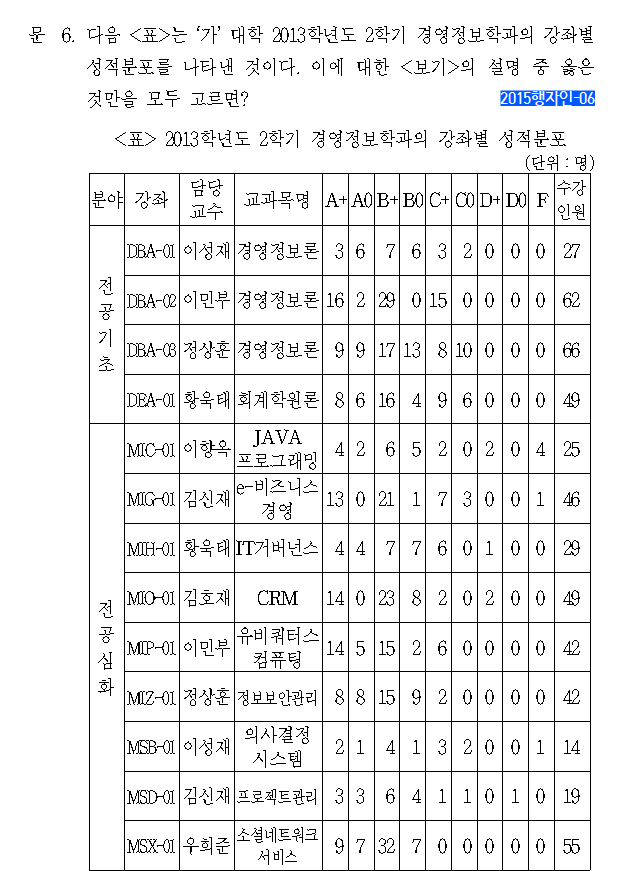 문 6. 다음 <표>는 '가' 대학 2013학년도 2학기 경영정보학과의 강좌별
성적분포를 나타낸 것이다. 이에 대한 <보기>의 설명 중 옳은
것만을 모두 고르면? 2015행자인-06
<표> 2013학년도 2학기 경영정보학과의 강좌별 성적분포
(단위 : 명)
분야 강좌 담당교수 교과목명 A+ A0 B+ B0 C+ C0 D+ D0 F 수강인원
전공기초
DBA-01 이성재 경영정보론 3 6 7 6 3 2 0 0 0 27
DBA-02 이민부 경영정보론 16 2 29 0 15 0 0 0 0 62
DBA-03 정상훈 경영정보론 9 9 17 13 8 10 0 0 0 66
DEA-01 황욱태 회계학원론 8 6 16 4 9 6 0 0 0 49
전공심화
MIC-01 이향옥 JAVA프로그래밍 4 2 6 5 2 0 2 0 4 25
MIG-01 김신재 e-비즈니스경영 13 0 21 1 7 3 0 0 1 46
MIH-01 황욱태 IT거버넌스 4 4 7 7 6 0 1 0 0 29
MIO-01 김호재 CRM 14 0 23 8 2 0 2 0 0 49
MIP-01 이민부 유비쿼터스컴퓨팅 14 5 15 2 6 0 0 0 0 42
MIZ-01 정상훈 정보보안관리 8 8 15 9 2 0 0 0 0 42
MSB-01 이성재 의사결정시스템 2 1 4 1 3 2 0 0 1 14
MSD-01 김신재 프로젝트관리 3 3 6 4 1 1 0 1 0 19
MSX-01 우희준 소셜네트워크서비스 9 7 32 7 0 0 0 0 0 55